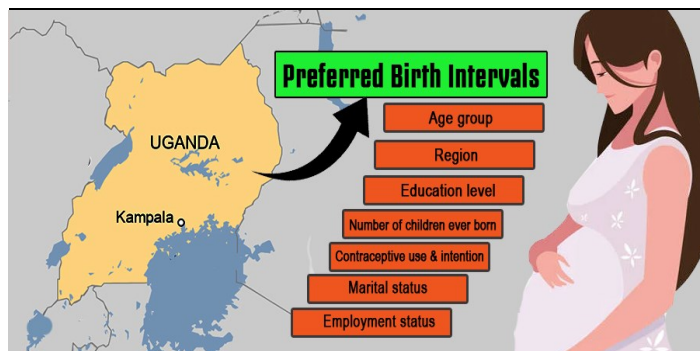 Preferred Birth Intervals
Age group
UGANDA
Region
Education level
Kampala
Number of children ever born
Contraceptive use & intention
Marital status
Employment status